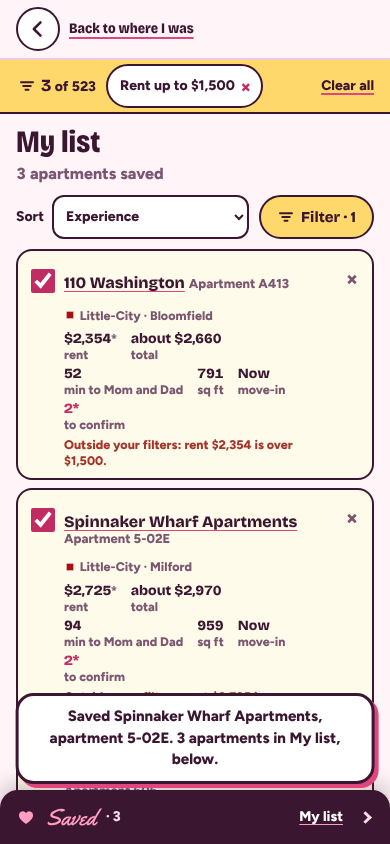 Back to where I was
3 of 523
Rent up to $1,500 ×
Clear all
My list
3 apartments saved
Sort
Experience
Filter · 1
110 Washington Apartment A413
×
Little-City · Bloomfield
$2,354* about $2,660
rent total
52 791 Now
min to Mom and Dad sq ft move-in
2*
to confirm
Outside your filters: rent $2,354 is over
$1,500.
Spinnaker Wharf Apartments
×
Apartment 5-02E
Little-City · Milford
$2,725* about $2,970
rent total
94 959 Now
min to Mom and Dad sq ft move-in
2*
to confirm
Saved Spinnaker Wharf Apartments,
apartment 5-02E. 3 apartments in My list,
below.
Saved · 3
My list